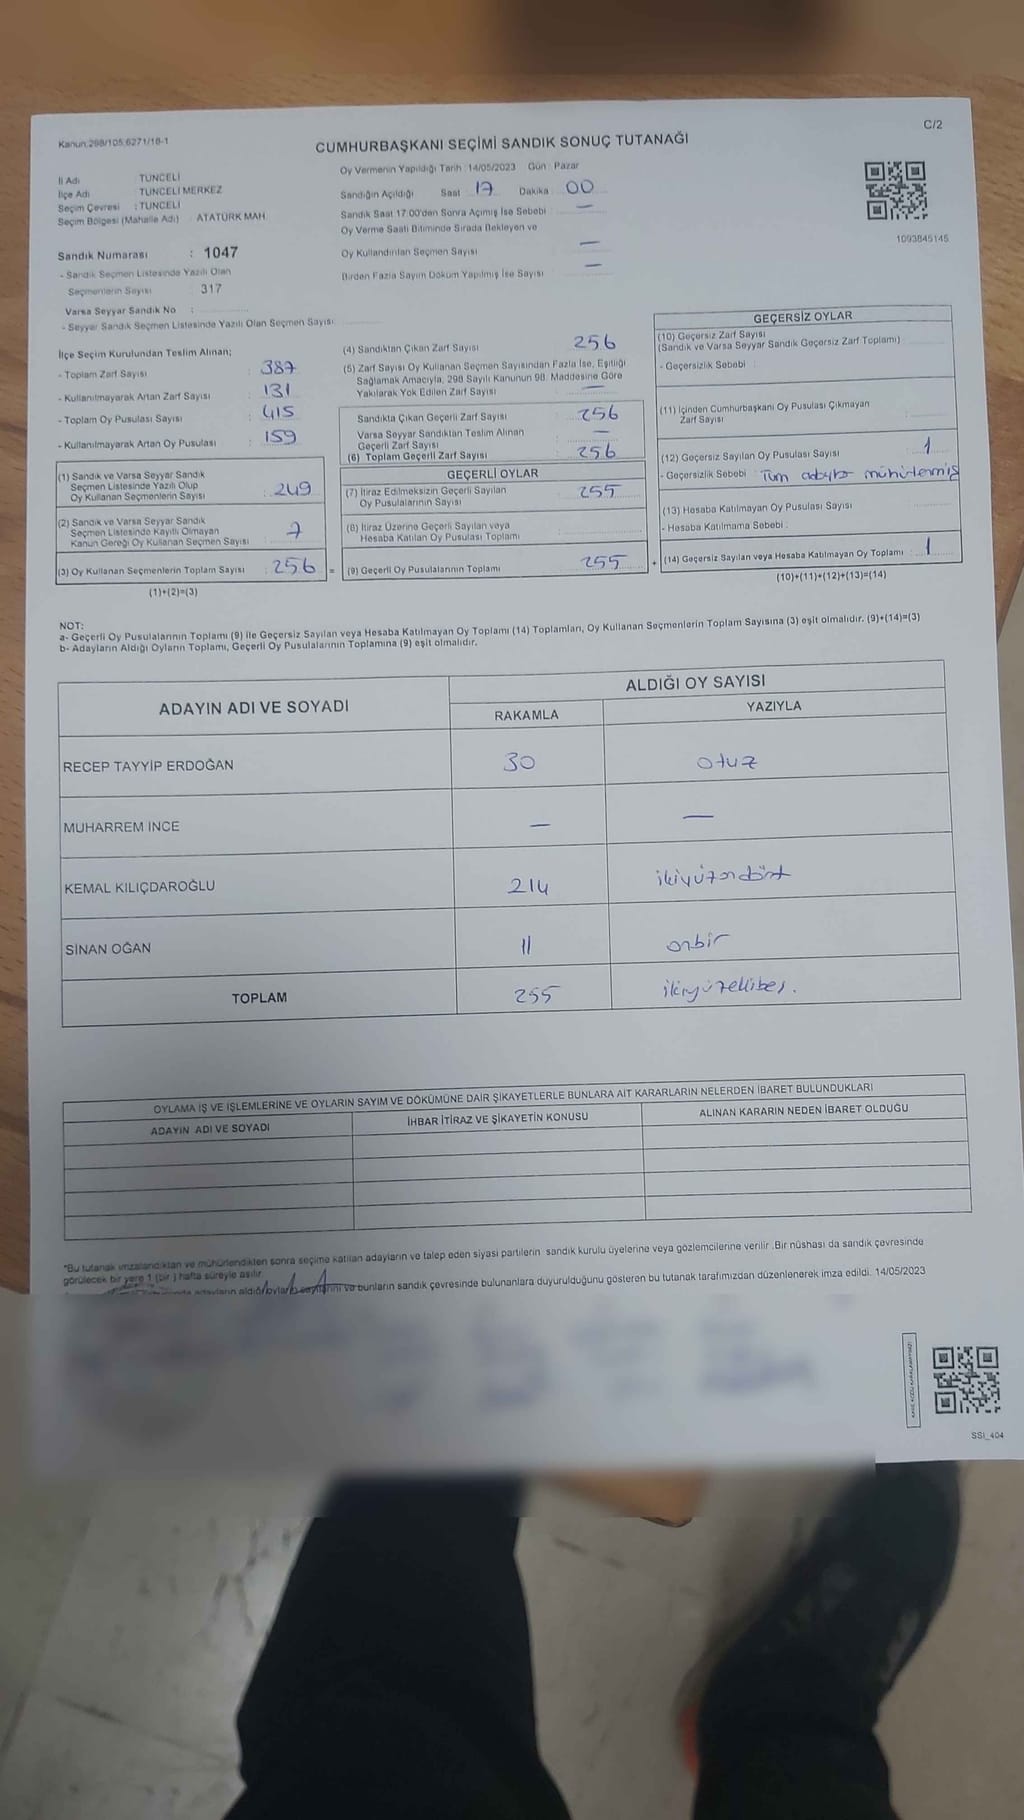 Kanun:298/105;6271/18-1
C/2
CUMHURBAŞKANI SEÇİMİ SANDIK SONUÇ TUTANAĞI
Oy Vermenin Yapıldığı Tarih : 14/05/2023 Gün : Pazar
İl Adı TUNCELİ
İlçe Adı : TUNCELİ MERKEZ
Seçim Çevresi : TUNCELİ
Seçim Bölgesi (Mahalle Adı) ATATÜRK MAH.
Sandık Numarası : 1047
- Sandık Seçmen Listesinde Yazılı Olan
Seçmenlerin Sayısı 317
Varsa Seyyar Sandık No :
- Seyyar Sandık Seçmen Listesinde Yazılı Olan Seçmen Sayısı:
Sandığın Açıldığı Saat 17 Dakika 00
Sandık Saat 17.00'den Sonra Açımış İse Sebebi : —
Oy Verme Saati Bitiminde Sırada Bekleyen ve
Oy Kullandırılan Seçmen Sayısı —
Birden Fazla Sayım Döküm Yapılmış İse Sayısı : —
1093845145
İlçe Seçim Kurulundan Teslim Alınan;
- Toplam Zarf Sayısı : 387
- Kullanılmayarak Artan Zarf Sayısı : 131
- Toplam Oy Pusulası Sayısı : 415
- Kullanılmayarak Artan Oy Pusulası : 159
(1) Sandık ve Varsa Seyyar Sandık
Seçmen Listesinde Yazılı Olup
Oy Kullanan Seçmenlerin Sayısı : 249
(2) Sandık ve Varsa Seyyar Sandık
Seçmen Listesinde Kayıtlı Olmayan
Kanun Gereği Oy Kullanan Seçmen Sayısı : 7
(3) Oy Kullanan Seçmenlerin Toplam Sayısı : 256 =
(1)+(2)=(3)
(4) Sandıktan Çıkan Zarf Sayısı : 256
(5) Zarf Sayısı Oy Kullanan Seçmen Sayısından Fazla İse, Eşitliği
Sağlamak Amacıyla, 298 Sayılı Kanunun 98. Maddesine Göre
Yakılarak Yok Edilen Zarf Sayısı : —
Sandıkta Çıkan Geçerli Zarf Sayısı : 256
Varsa Seyyar Sandıktan Teslim Alınan
Geçerli Zarf Sayısı : —
(6) Toplam Geçerli Zarf Sayısı : 256
GEÇERLİ OYLAR
(7) İtiraz Edilmeksizin Geçerli Sayılan
Oy Pusulalarının Sayısı : 255
(8) İtiraz Üzerine Geçerli Sayılan veya
Hesaba Katılan Oy Pusulası Toplamı
(9) Geçerli Oy Pusulalarının Toplamı : 255 +
GEÇERSİZ OYLAR
(10) Geçersiz Zarf Sayısı
(Sandık ve Varsa Seyyar Sandık Geçersiz Zarf Toplamı) :
- Geçersizlik Sebebi :
(11) İçinden Cumhurbaşkanı Oy Pusulası Çıkmayan
Zarf Sayısı :
(12) Geçersiz Sayılan Oy Pusulası Sayısı : 1
- Geçersizlik Sebebi : Tüm adaylar mühürlenmiş
(13) Hesaba Katılmayan Oy Pusulası Sayısı :
- Hesaba Katılmama Sebebi :
(14) Geçersiz Sayılan veya Hesaba Katılmayan Oy Toplamı : 1
(10)+(11)+(12)+(13)=(14)
NOT:
a- Geçerli Oy Pusulalarının Toplamı (9) ile Geçersiz Sayılan veya Hesaba Katılmayan Oy Toplamı (14) Toplamları, Oy Kullanan Seçmenlerin Toplam Sayısına (3) eşit olmalıdır. (9)+(14)=(3)
b- Adayların Aldığı Oyların Toplamı, Geçerli Oy Pusulalarının Toplamına (9) eşit olmalıdır.
ADAYIN ADI VE SOYADI
ALDIĞI OY SAYISI
RAKAMLA YAZIYLA
RECEP TAYYİP ERDOĞAN 30 otuz
MUHARREM İNCE — —
KEMAL KILIÇDAROĞLU 214 ikiyüzondört
SİNAN OĞAN 11 onbir
TOPLAM 255 ikiyüzellibeş.
OYLAMA İŞ VE İŞLEMLERİNE VE OYLARIN SAYIM VE DÖKÜMÜNE DAİR ŞİKAYETLERLE BUNLARA AİT KARARLARIN NELERDEN İBARET BULUNDUKLARI
ADAYIN ADI VE SOYADI İHBAR İTİRAZ VE ŞİKAYETİN KONUSU ALINAN KARARIN NEDEN İBARET OLDUĞU
*Bu tutanak imzalandıktan ve mühürlendikten sonra seçime katılan adayların ve talep eden siyasi partilerin sandık kurulu üyelerine veya gözlemcilerine verilir. Bir nüshası da sandık çevresinde
görülecek bir yere 1 (bir ) hafta süreyle asılır.
adayların aldığı oyların sayılarını ve bunların sandık çevresinde bulunanlara duyurulduğunu gösteren bu tutanak tarafımızdan düzenlenerek imza edildi. 14/05/2023
SSI_404